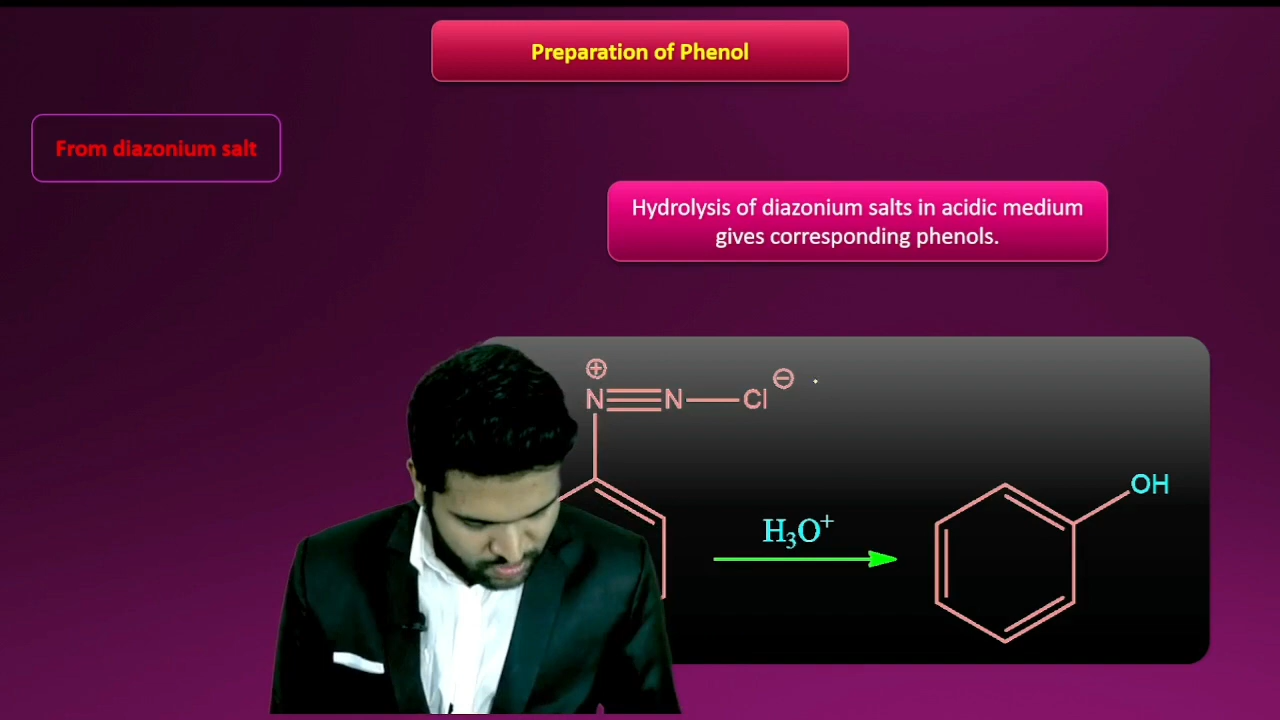 Preparation of Phenol
From diazonium salt
Hydrolysis of diazonium salts in acidic medium
gives corresponding phenols.
⊕
N≡N—Cl ⊖
OH
H₃O⁺